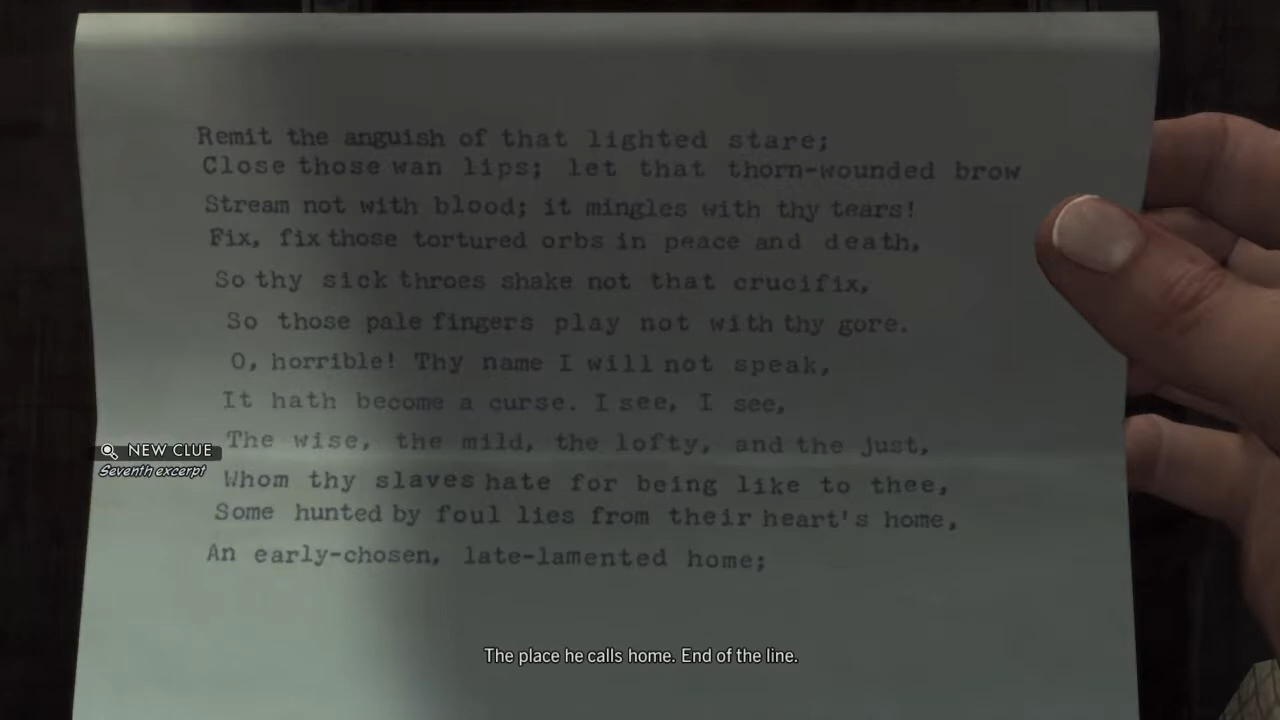 Remit the anguish of that lighted stare;
Close those wan lips; let that thorn-wounded brow
Stream not with blood; it mingles with thy tears!
Fix, fix those tortured orbs in peace and death,
So thy sick throes shake not that crucifix,
So those pale fingers play not with thy gore.
O, horrible! Thy name I will not speak,
It hath become a curse. I see, I see,
The wise, the mild, the lofty, and the just,
Whom thy slaves hate for being like to thee,
Some hunted by foul lies from their heart's home,
An early-chosen, late-lamented home;
NEW CLUE
Seventh excerpt
The place he calls home. End of the line.